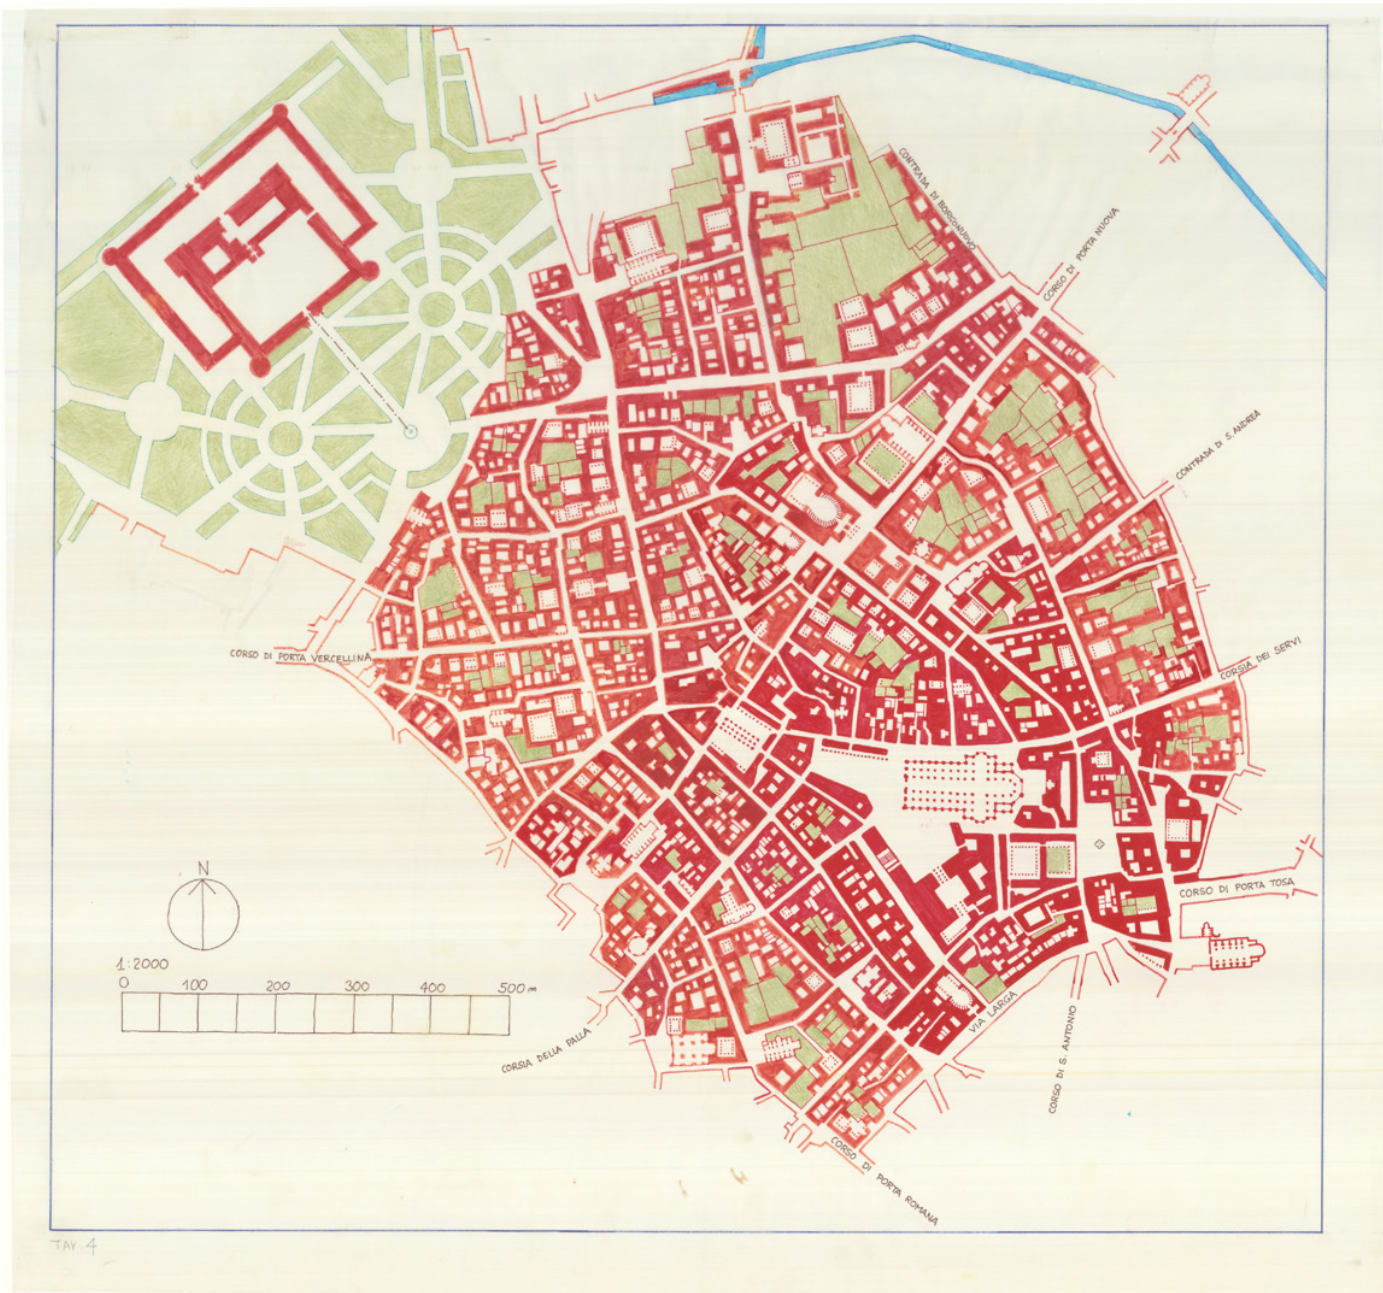 CONTRADA DI BORGONUOVO
CORSO DI PORTA NUOVA
CONTRADA DI S. ANDREA
CORSO DI PORTA VERCELLINA
CORSIA DEI SERVI
CORSO DI PORTA TOSA
N
1:2000
0 100 200 300 400 500 m
VIA LARGA
CORSIA DELLA PALLA
CORSO DI S. ANTONIO
CORSO DI PORTA ROMANA
TAV. 4